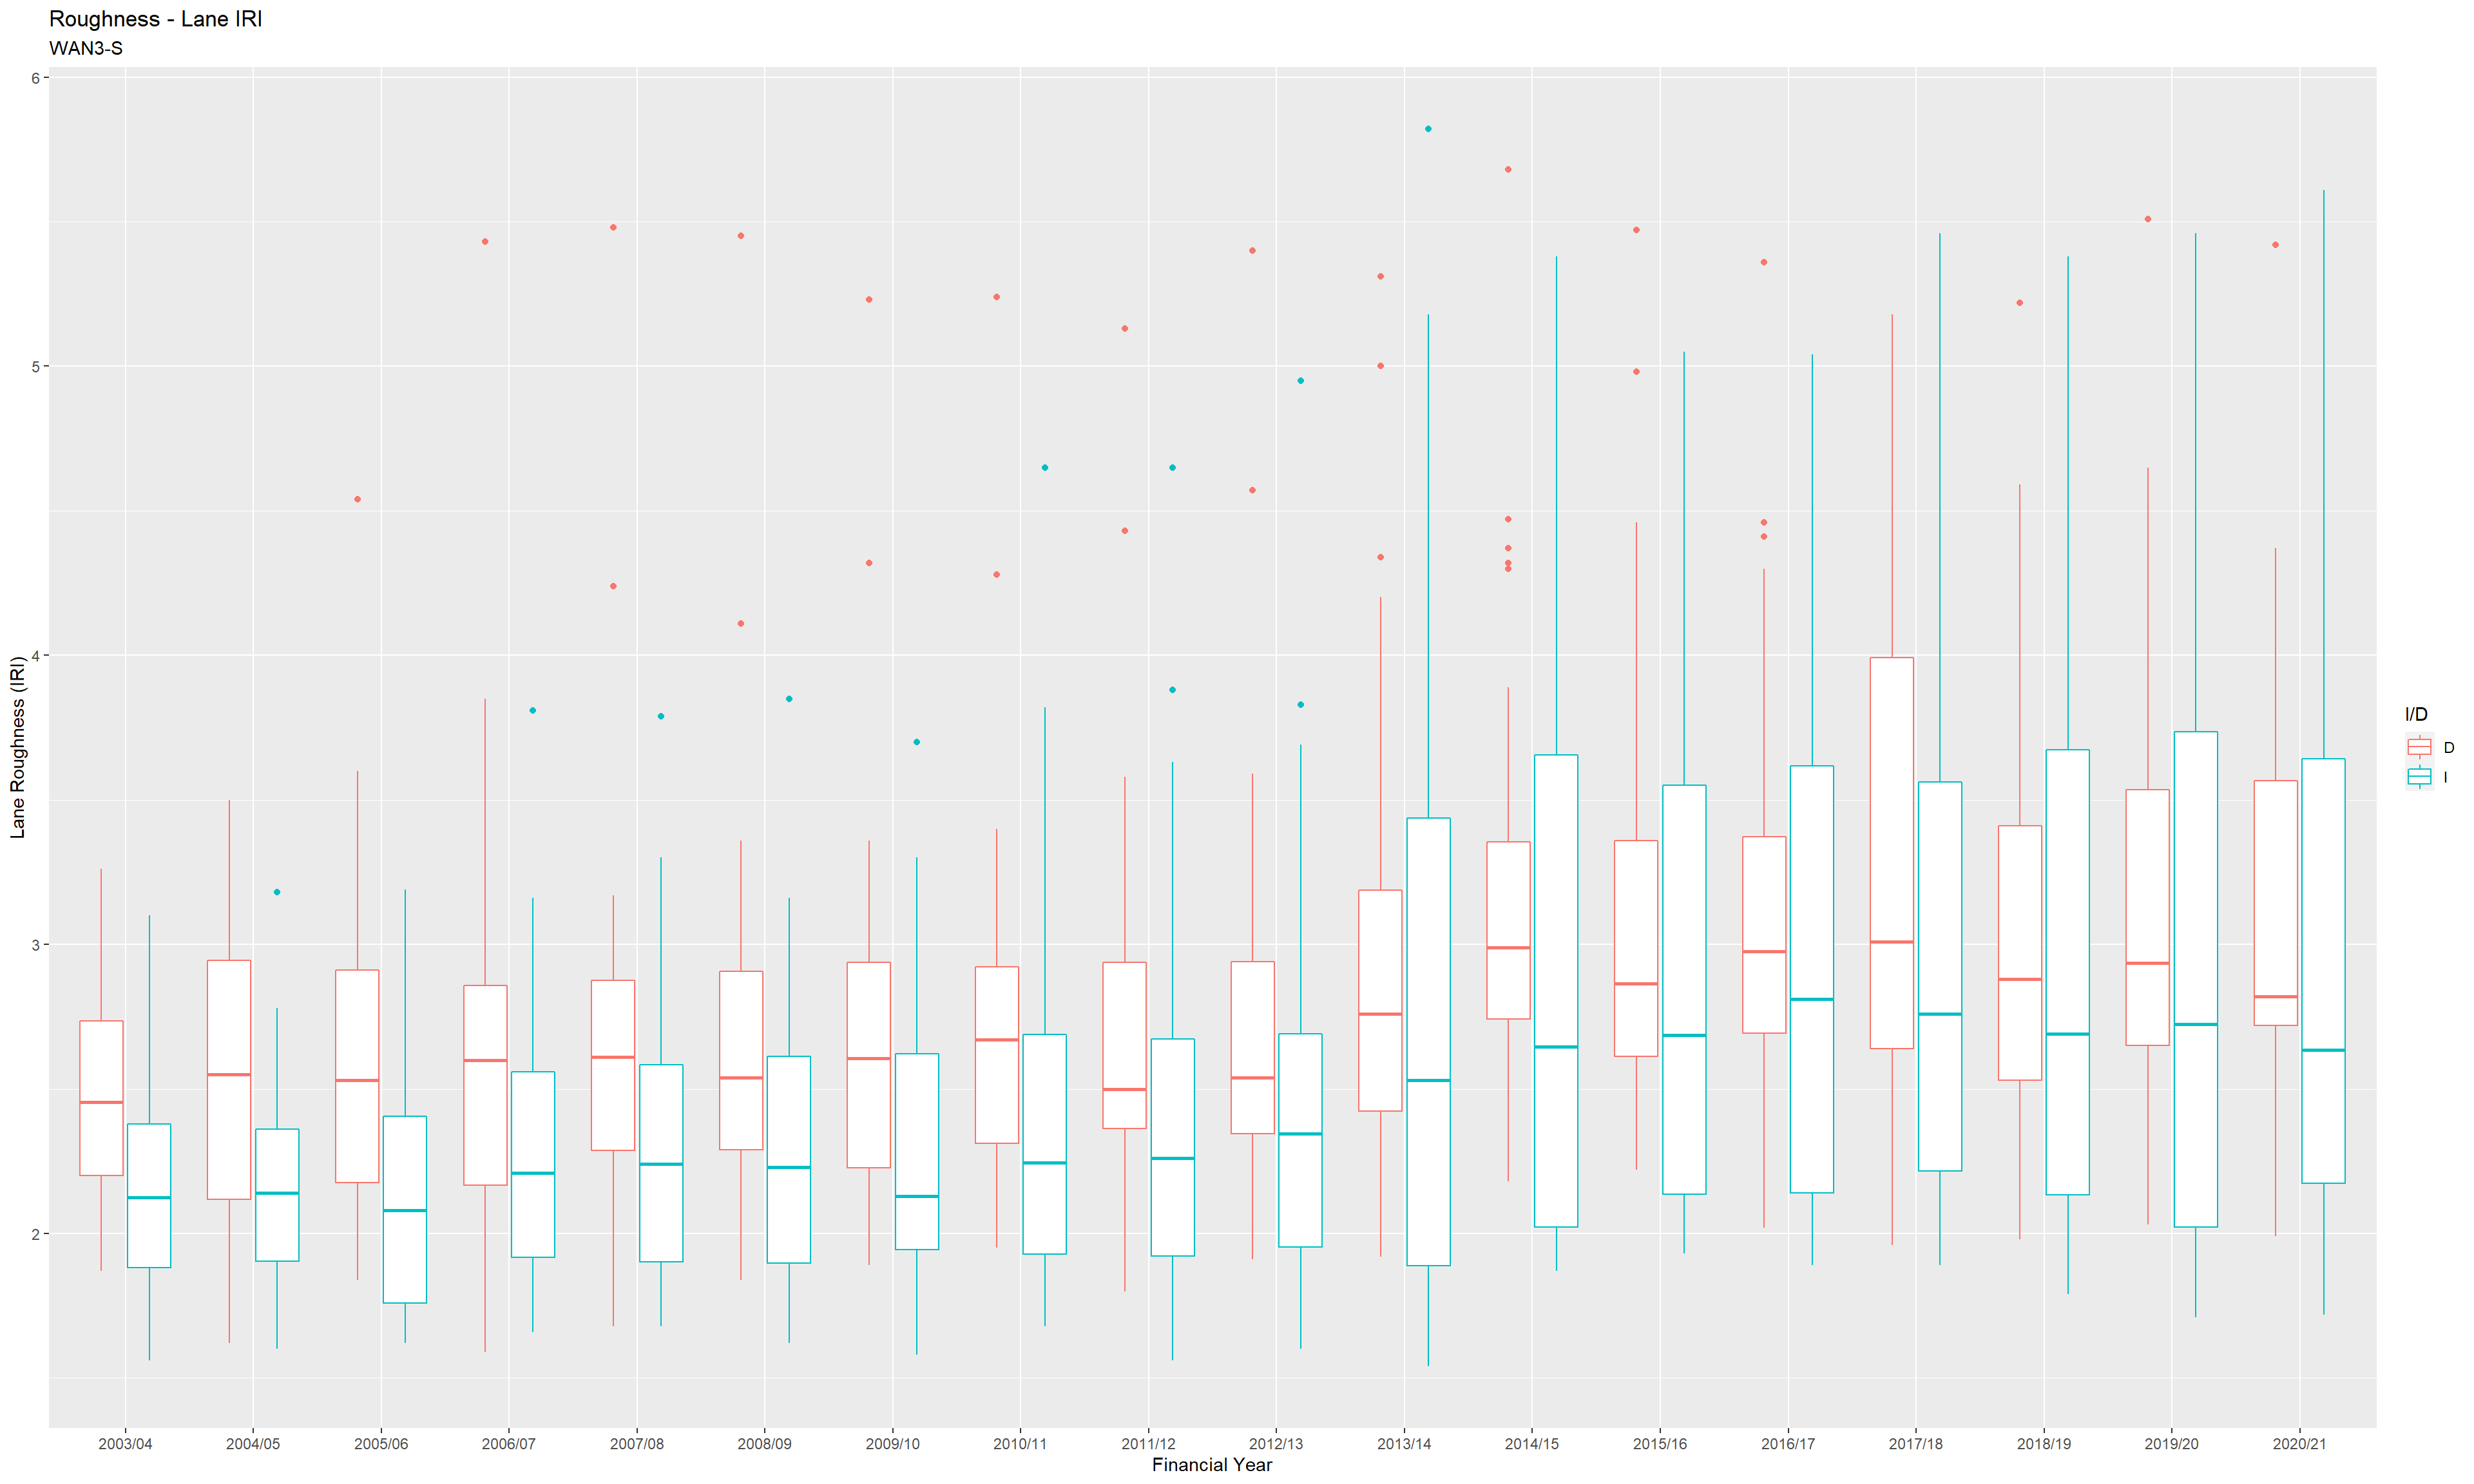 Roughness - Lane IRI
WAN3-S
6
5
4
3
2
Lane Roughness (IRI)
2003/04 2004/05 2005/06 2006/07 2007/08 2008/09 2009/10 2010/11 2011/12 2012/13 2013/14 2014/15 2015/16 2016/17 2017/18 2018/19 2019/20 2020/21
Financial Year
I/D
D
I